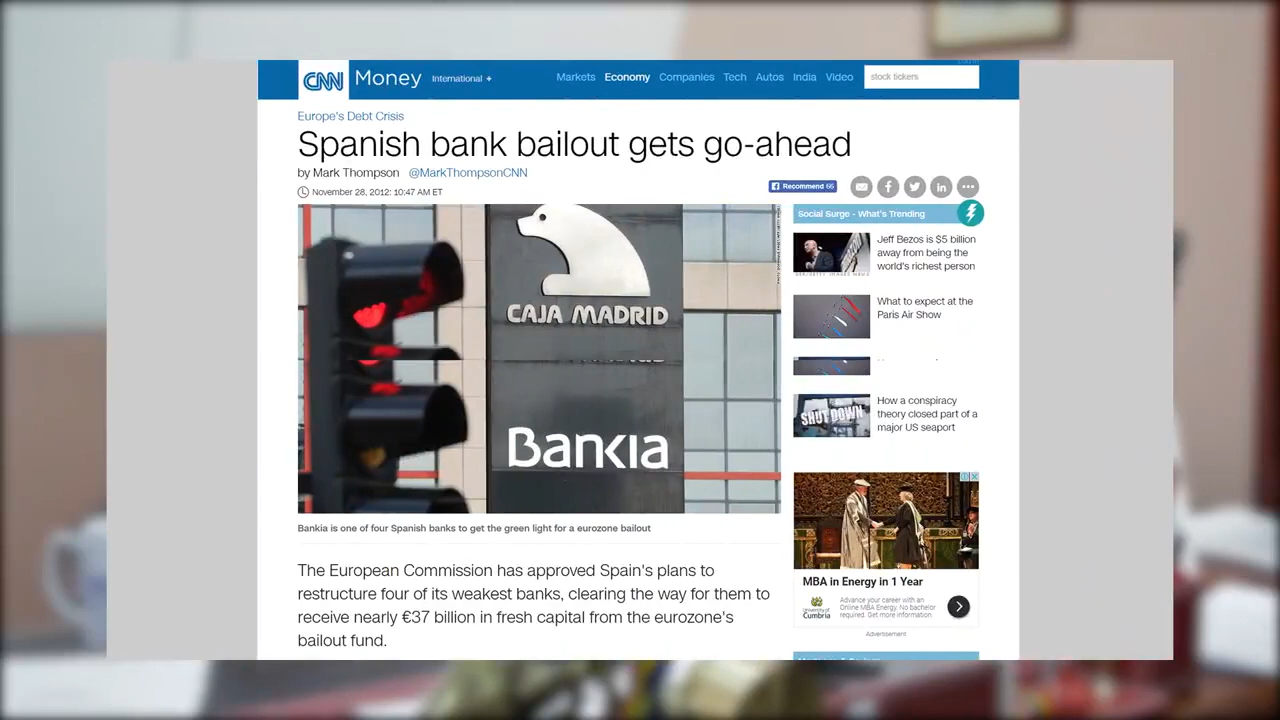 CNN Money International +
Markets Economy Companies Tech Autos India Video
stock tickers
Europe's Debt Crisis
Spanish bank bailout gets go-ahead
by Mark Thompson @MarkThompsonCNN
November 28, 2012: 10:47 AM ET
Recommend 66
CAJA MADRID
Bankia
Bankia is one of four Spanish banks to get the green light for a eurozone bailout
The European Commission has approved Spain's plans to
restructure four of its weakest banks, clearing the way for them to
receive nearly €37 billion in fresh capital from the eurozone's
bailout fund.
Social Surge - What's Trending
Jeff Bezos is $5 billion
away from being the
world's richest person
What to expect at the
Paris Air Show
SHUT DOWN
How a conspiracy
theory closed part of a
major US seaport
MBA in Energy in 1 Year
University of
Cumbria
Advance your career with an
Online MBA Energy. No bachelor
required. Get more information.
Advertisement